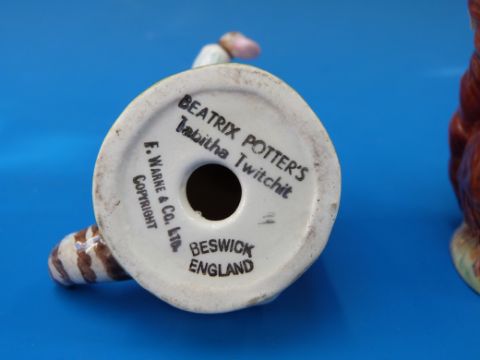 BEATRIX POTTER'S
Tabitha Twitchit
F. WARNE & CO. LTD.
COPYRIGHT
BESWICK
ENGLAND